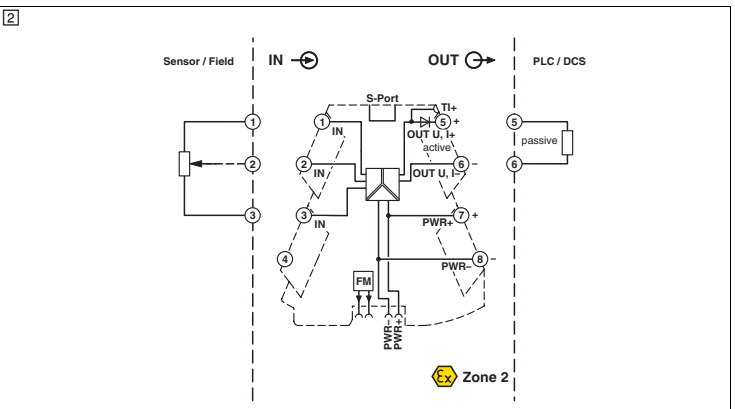 2
Sensor / Field
IN
OUT
PLC / DCS
S-Port
TI+
1
1
IN
5
+
OUT U, I+
active
5
passive
2
2
IN
6
–
OUT U, I–
6
3
3
IN
7
+
PWR+
4
8
–
PWR–
FM
PWR–
PWR+
Ex
Zone 2